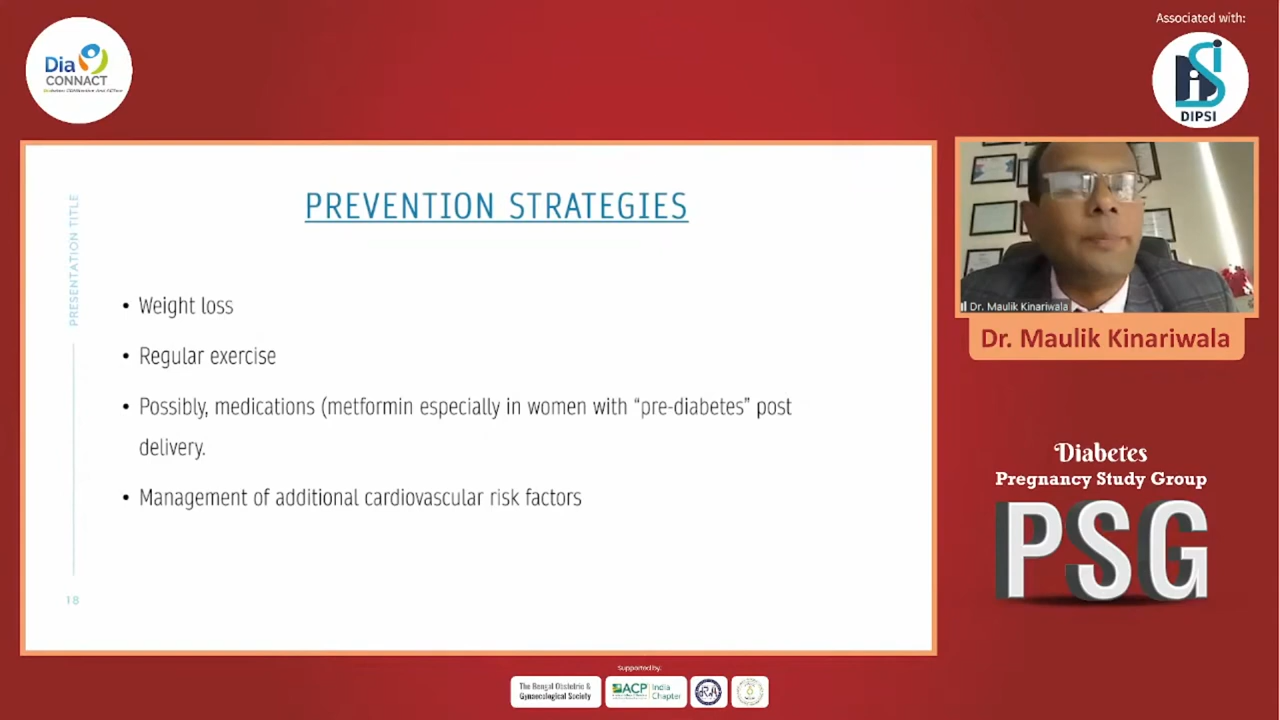 Associated with:
Dia
CONNACT
DiSi
DIPSI
PRESENTATION TITLE
PREVENTION STRATEGIES
• Weight loss
• Regular exercise
• Possibly, medications (metformin especially in women with “pre-diabetes” post
delivery.
• Management of additional cardiovascular risk factors
18
Dr. Maulik Kinariwala
Dr. Maulik Kinariwala
Diabetes
Pregnancy Study Group
PSG
Supported by:
The Bengal Obstetric &
Gynaecological Society
ACP
India
Chapter